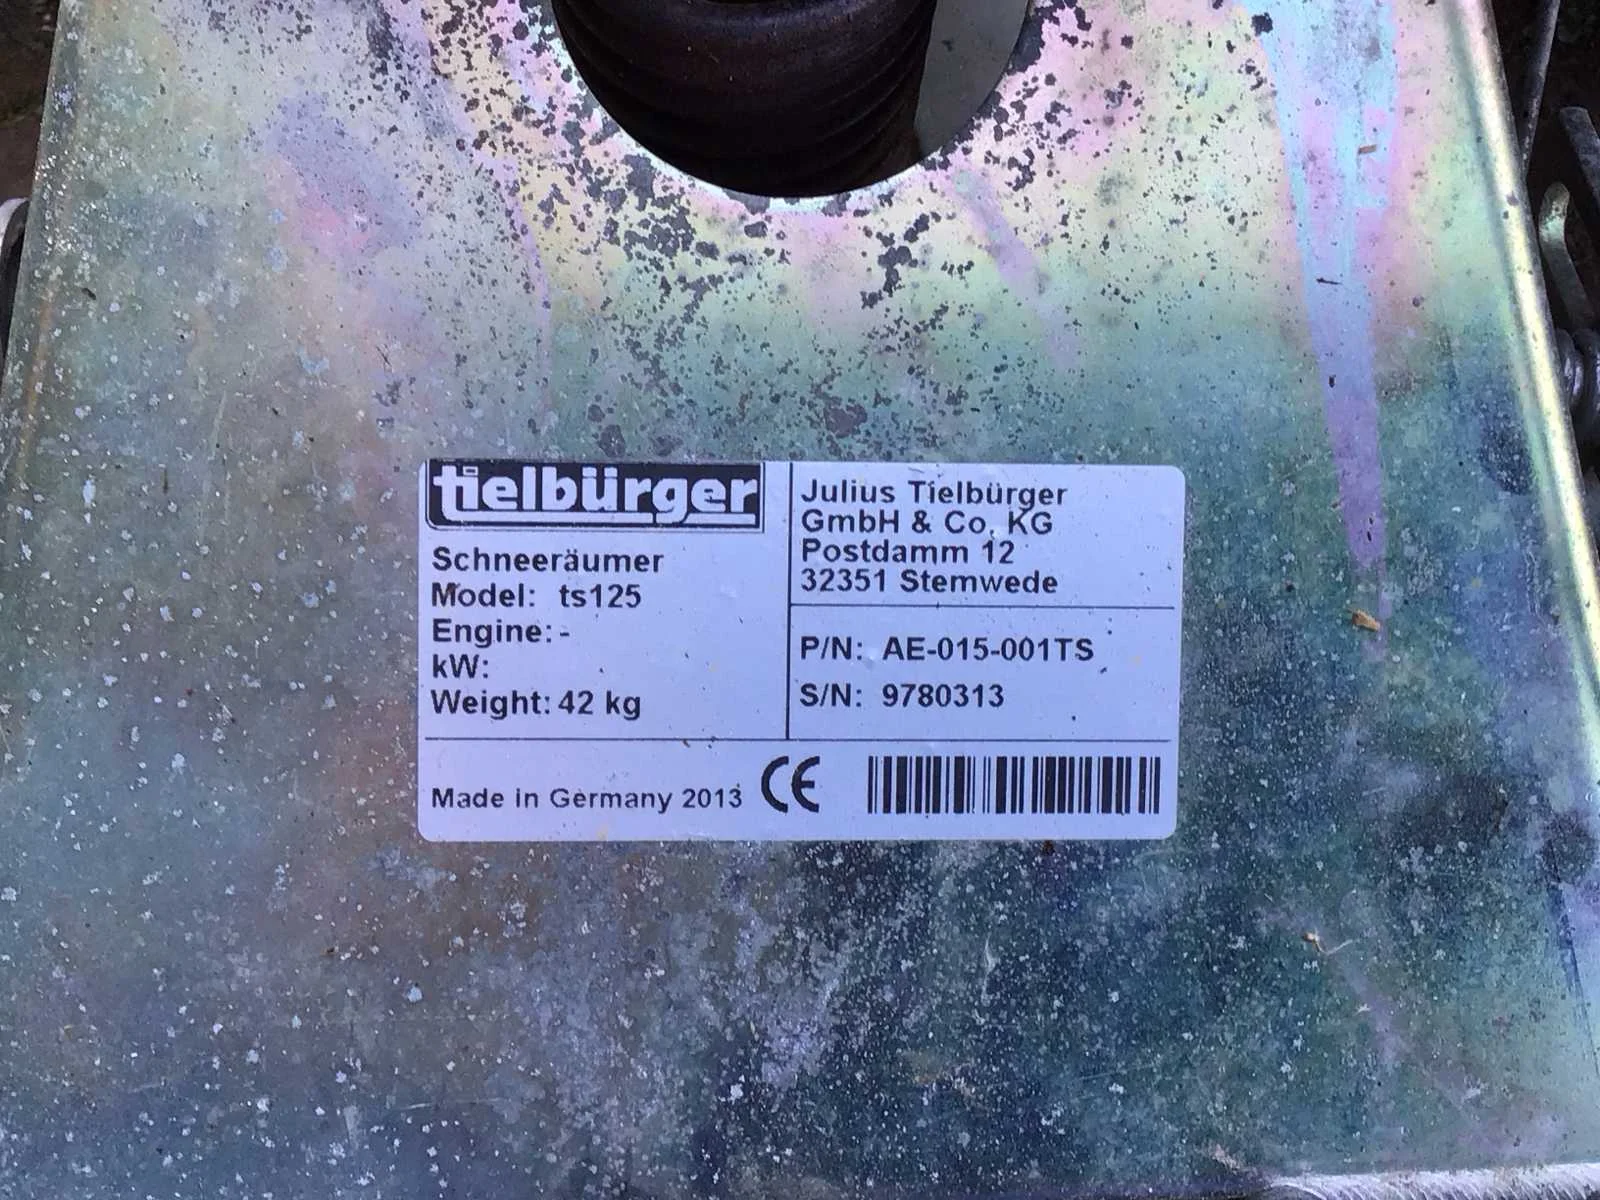 tielbürger
Schneeräumer
Model: ts125
Engine: -
kW:
Weight: 42 kg
Julius Tielbürger
GmbH & Co. KG
Postdamm 12
32351 Stemwede
P/N: AE-015-001TS
S/N: 9780313
Made in Germany 2013 CE